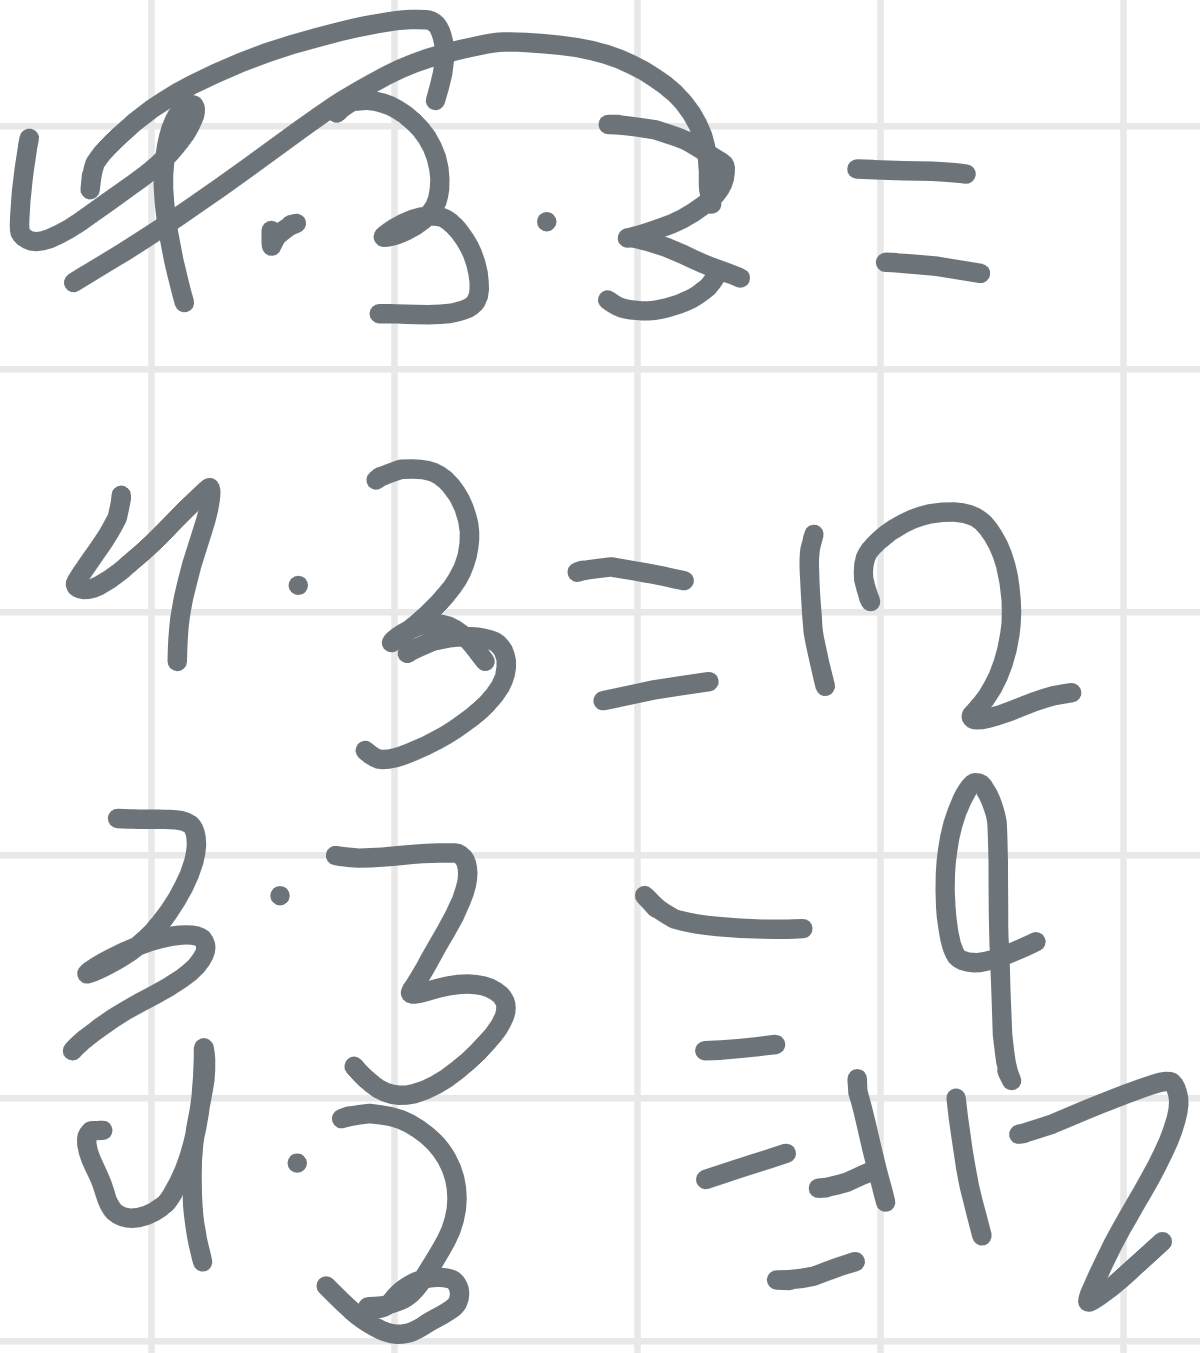 4 · 3 · 3 =
4 · 3 = 12
3 · 3 = 9
4 · 3 = +12